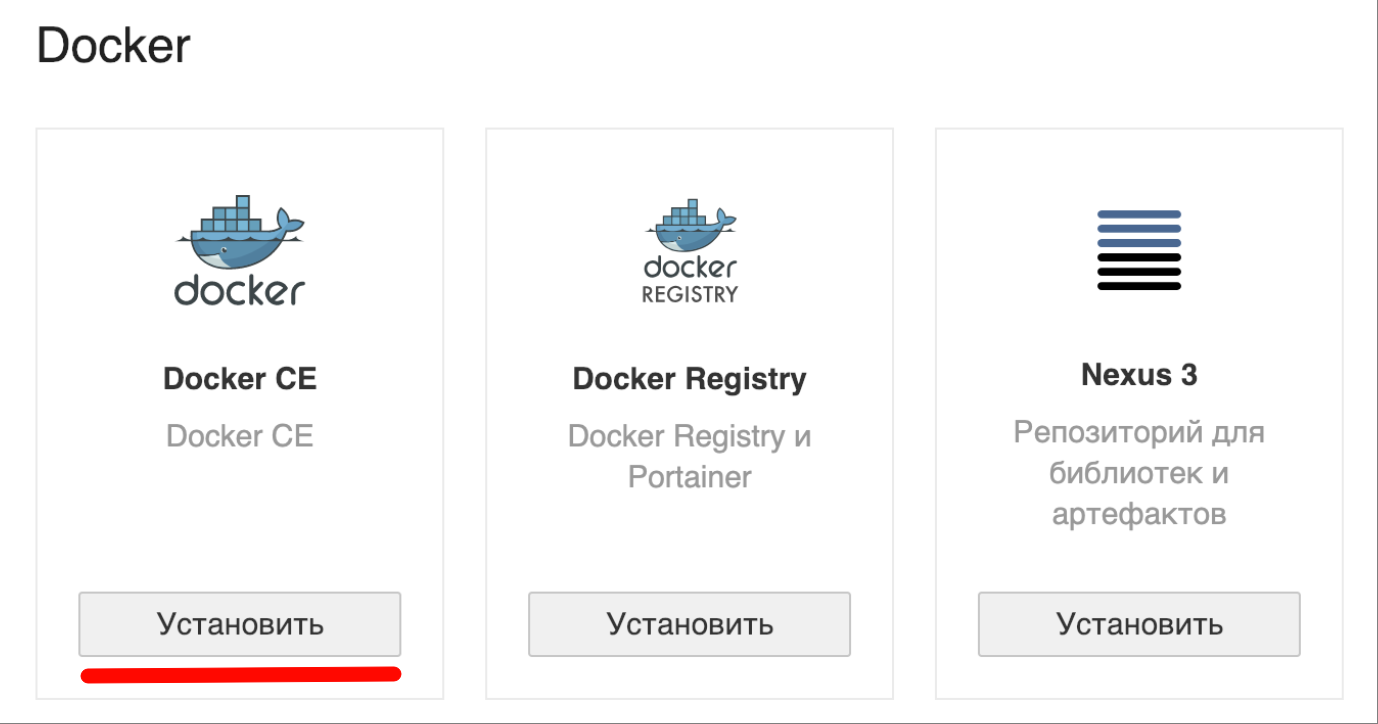 Docker
docker
Docker CE
Docker CE
Установить
docker
REGISTRY
Docker Registry
Docker Registry и
Portainer
Установить
Nexus 3
Репозиторий для
библиотек и
артефактов
Установить